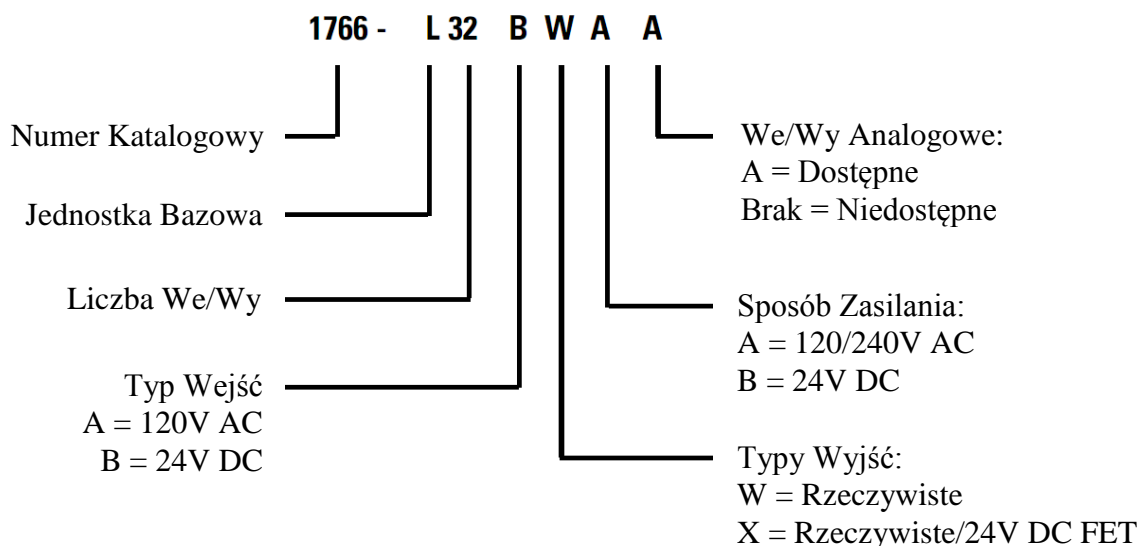 1766 - L 32 B W A A
Numer Katalogowy
Jednostka Bazowa
Liczba We/Wy
Typ Wejść
A = 120V AC
B = 24V DC
We/Wy Analogowe:
A = Dostępne
Brak = Niedostępne
Sposób Zasilania:
A = 120/240V AC
B = 24V DC
Typy Wyjść:
W = Rzeczywiste
X = Rzeczywiste/24V DC FET